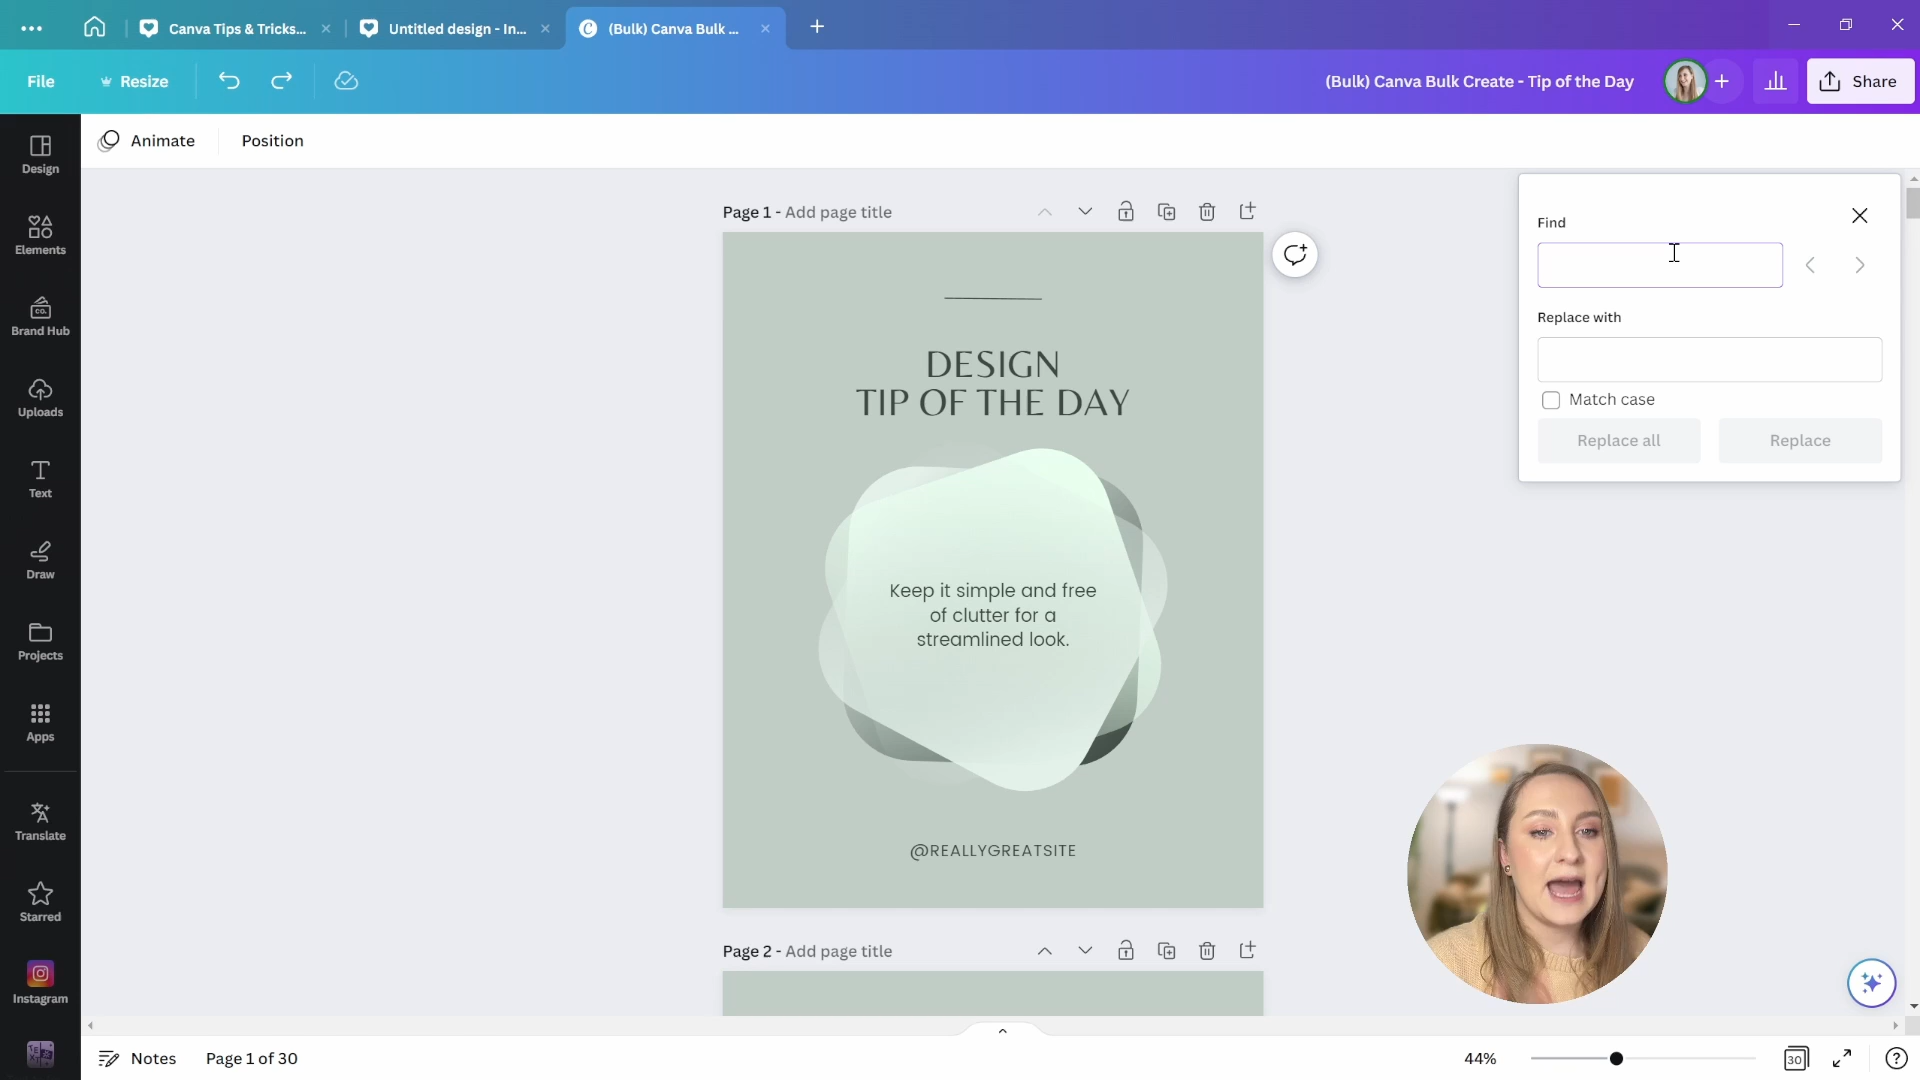 Canva Tips & Tricks...
Untitled design - In...
(Bulk) Canva Bulk ...
File
Resize
(Bulk) Canva Bulk Create - Tip of the Day
Share
Animate
Position
Design
Elements
Brand Hub
Uploads
Text
Draw
Projects
Apps
Translate
Starred
Instagram
Page 1 - Add page title
DESIGN
TIP OF THE DAY
Keep it simple and free
of clutter for a
streamlined look.
@REALLYGREATSITE
Page 2 - Add page title
Find
Replace with
Match case
Replace all
Replace
Notes
Page 1 of 30
44%
30